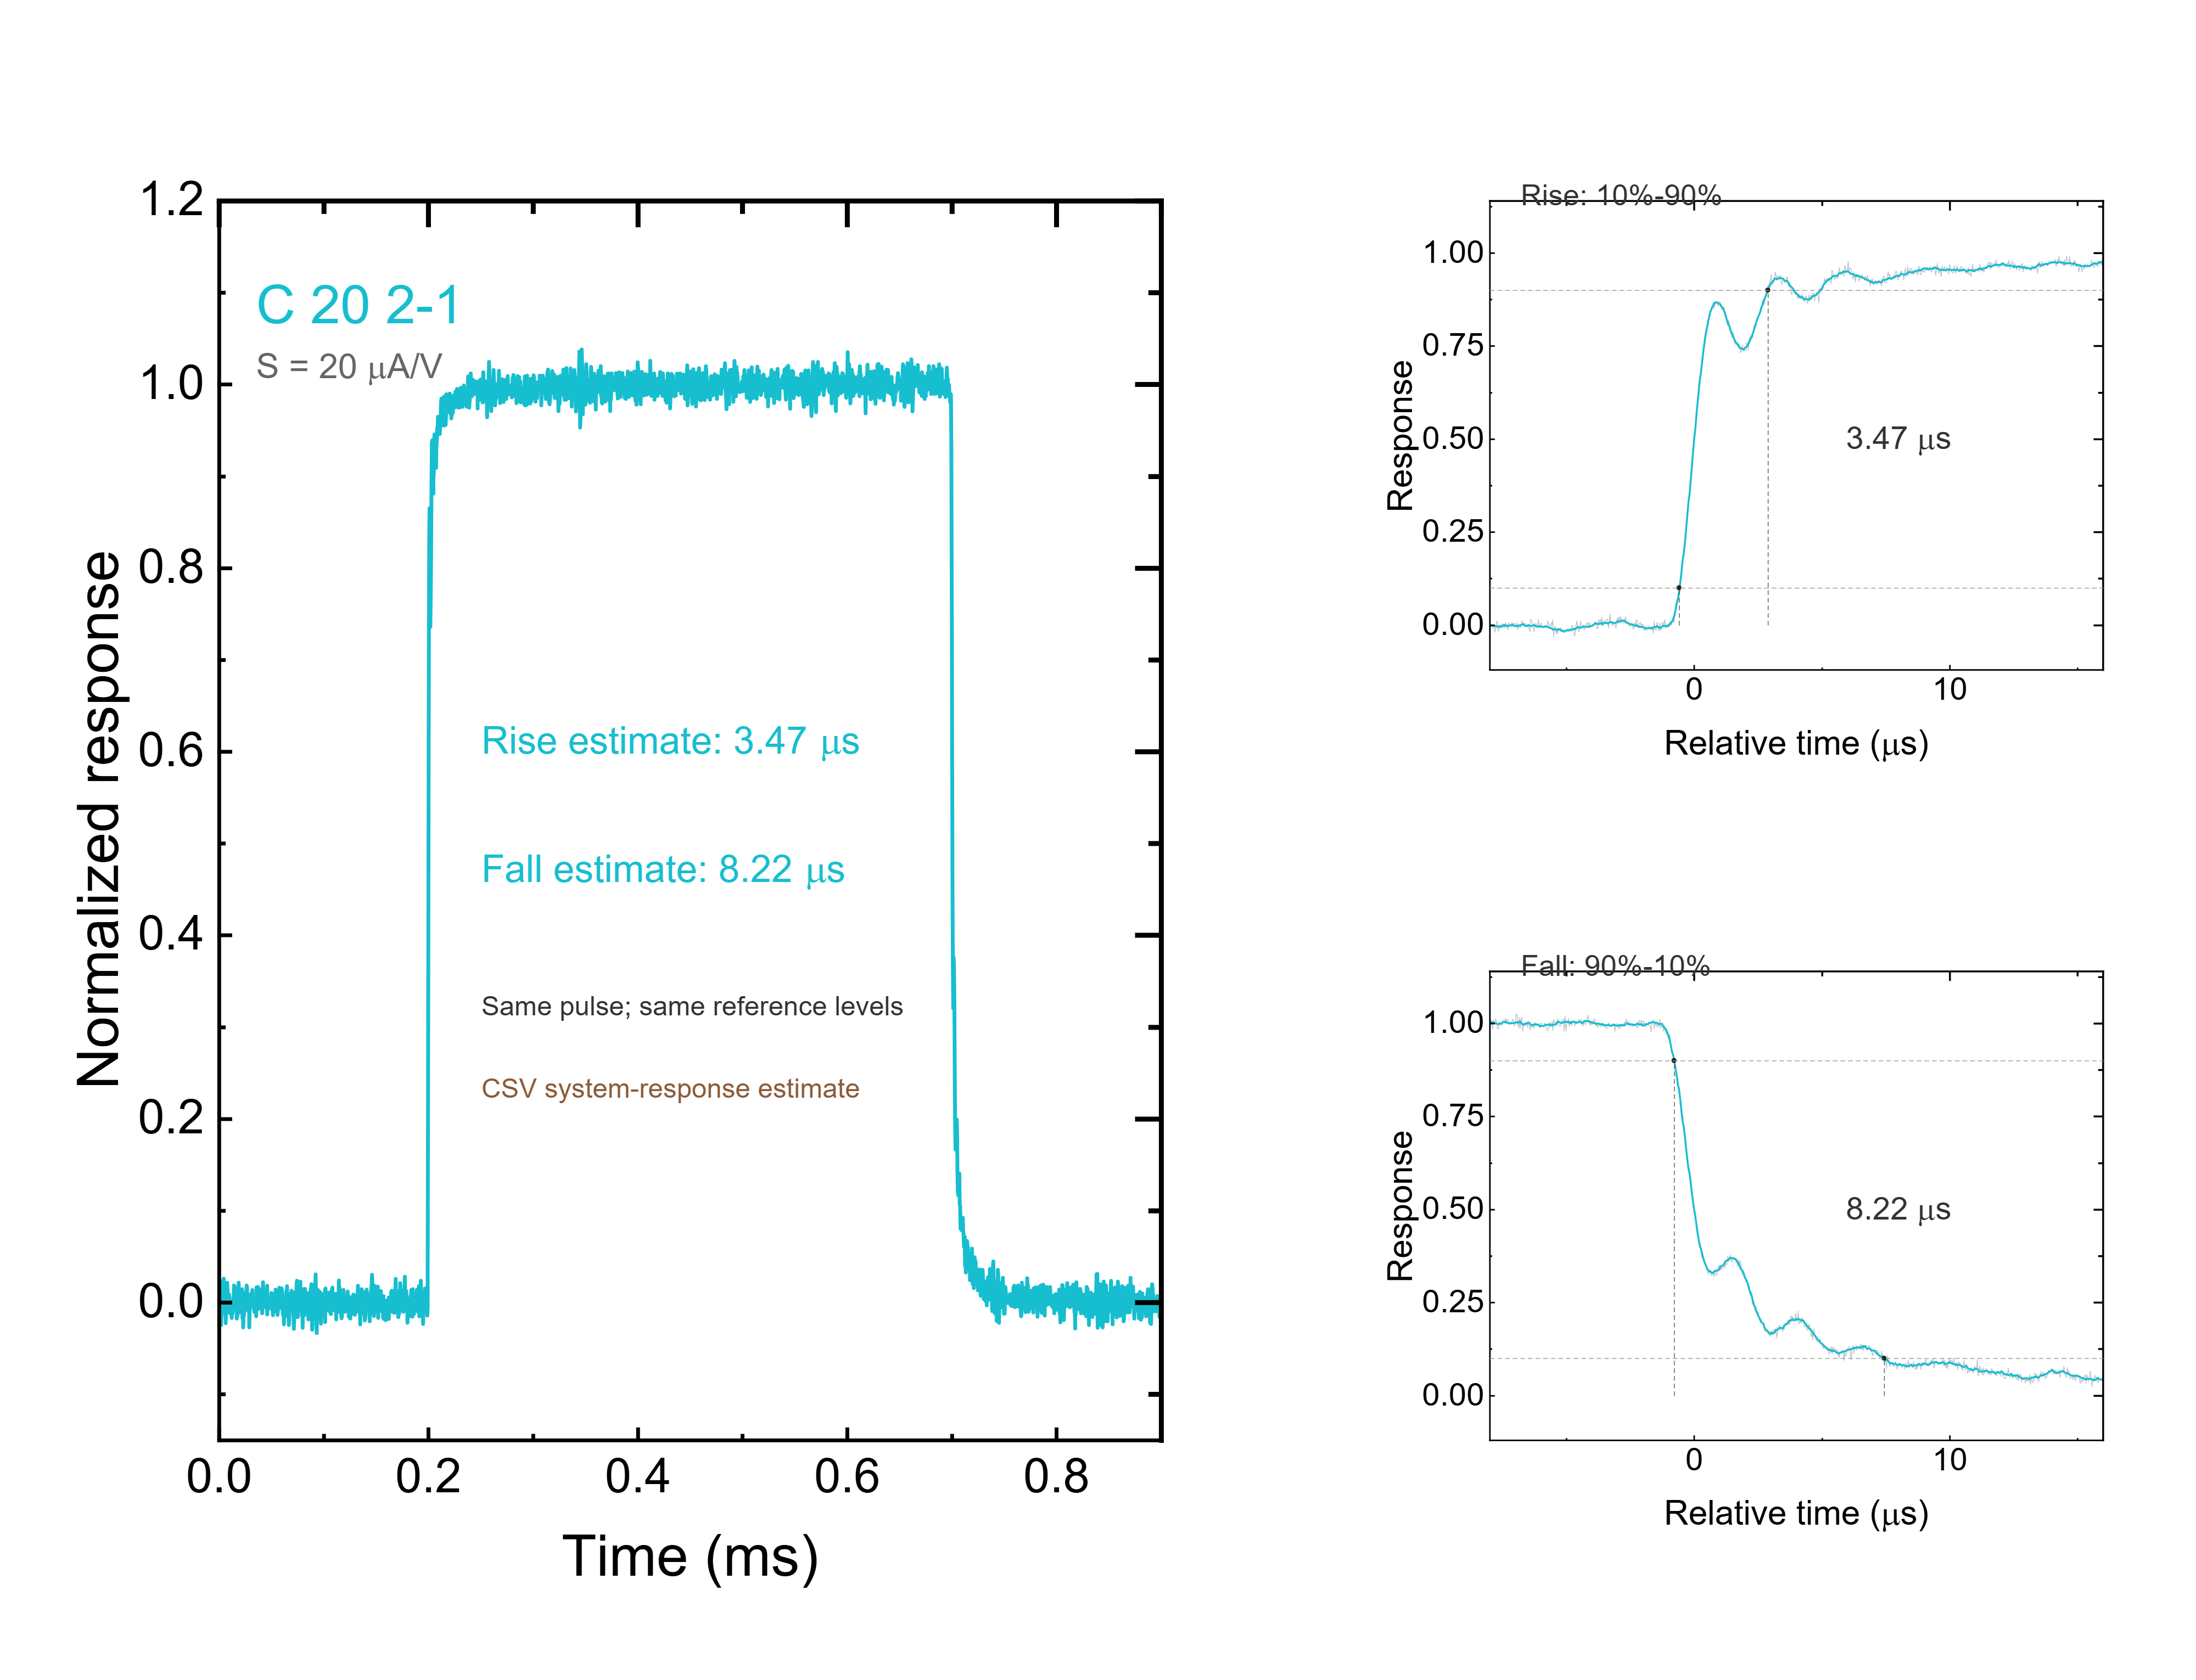 C 20 2-1
S = 20 μA/V
Rise estimate: 3.47 μs
Fall estimate: 8.22 μs
Same pulse; same reference levels
CSV system-response estimate
Normalized response
1.2
1.0
0.8
0.6
0.4
0.2
0.0
0.0 0.2 0.4 0.6 0.8
Time (ms)
Rise: 10%-90%
Response
1.00
0.75
0.50
0.25
0.00
3.47 μs
0 10
Relative time (μs)
Fall: 90%-10%
Response
1.00
0.75
0.50
0.25
0.00
8.22 μs
0 10
Relative time (μs)